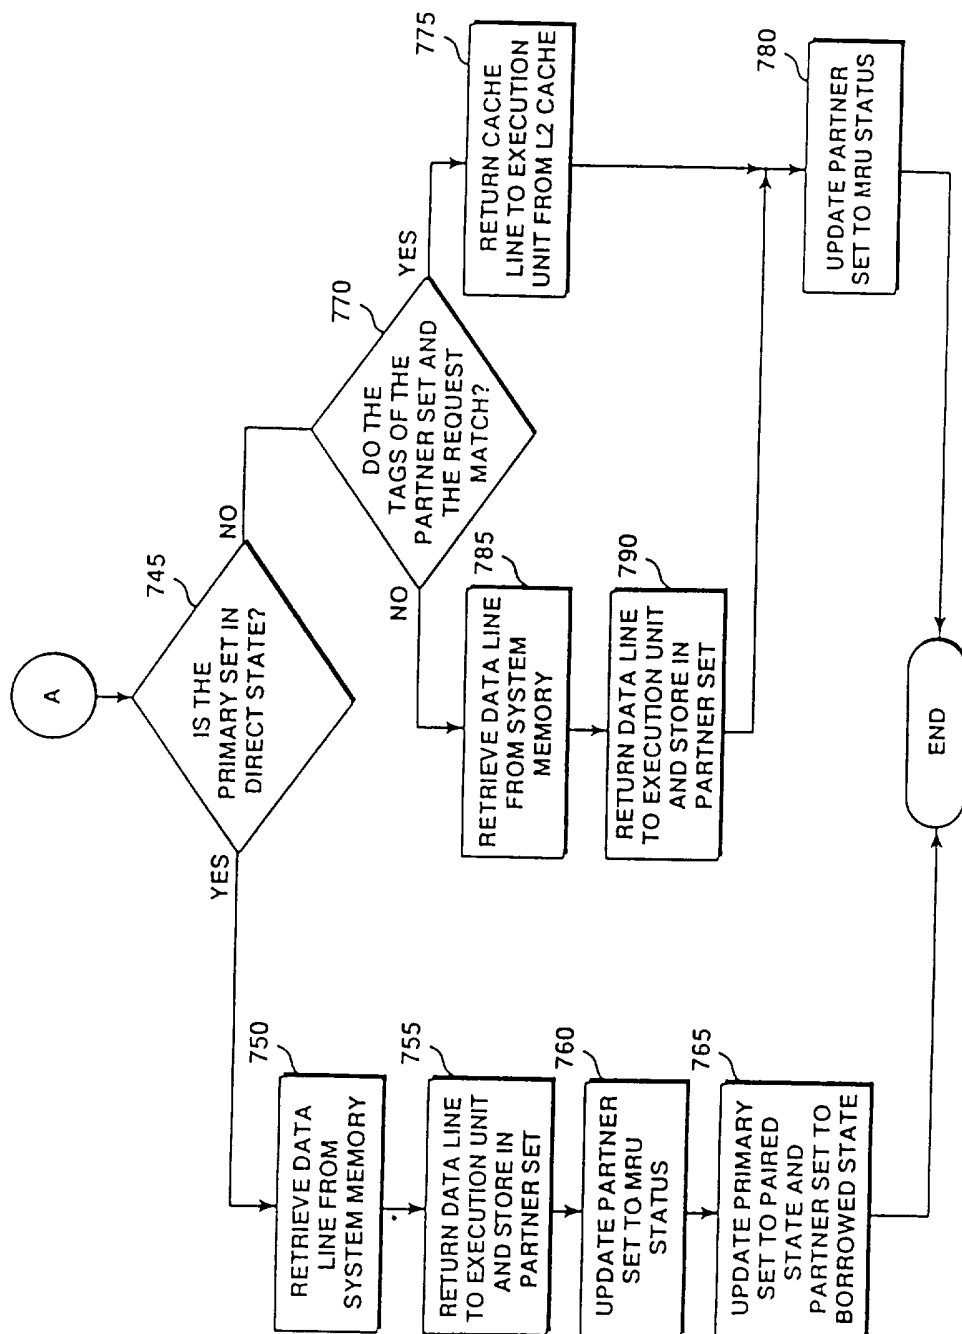 A
745
IS THE
PRIMARY SET IN
DIRECT STATE?
YES
NO
750
RETRIEVE DATA
LINE FROM
SYSTEM MEMORY
755
RETURN DATA LINE
TO EXECUTION UNIT
AND STORE IN
PARTNER SET
760
UPDATE PARTNER
SET TO MRU
STATUS
765
UPDATE PRIMARY
SET TO PAIRED
STATE AND
PARTNER SET TO
BORROWED STATE
770
DO THE
TAGS OF THE
PARTNER SET AND
THE REQUEST
MATCH?
YES
NO
775
RETURN CACHE
LINE TO EXECUTION
UNIT FROM L2 CACHE
785
RETRIEVE DATA LINE
FROM SYSTEM
MEMORY
790
RETURN DATA LINE
TO EXECUTION UNIT
AND STORE IN
PARTNER SET
780
UPDATE PARTNER
SET TO MRU STATUS
END